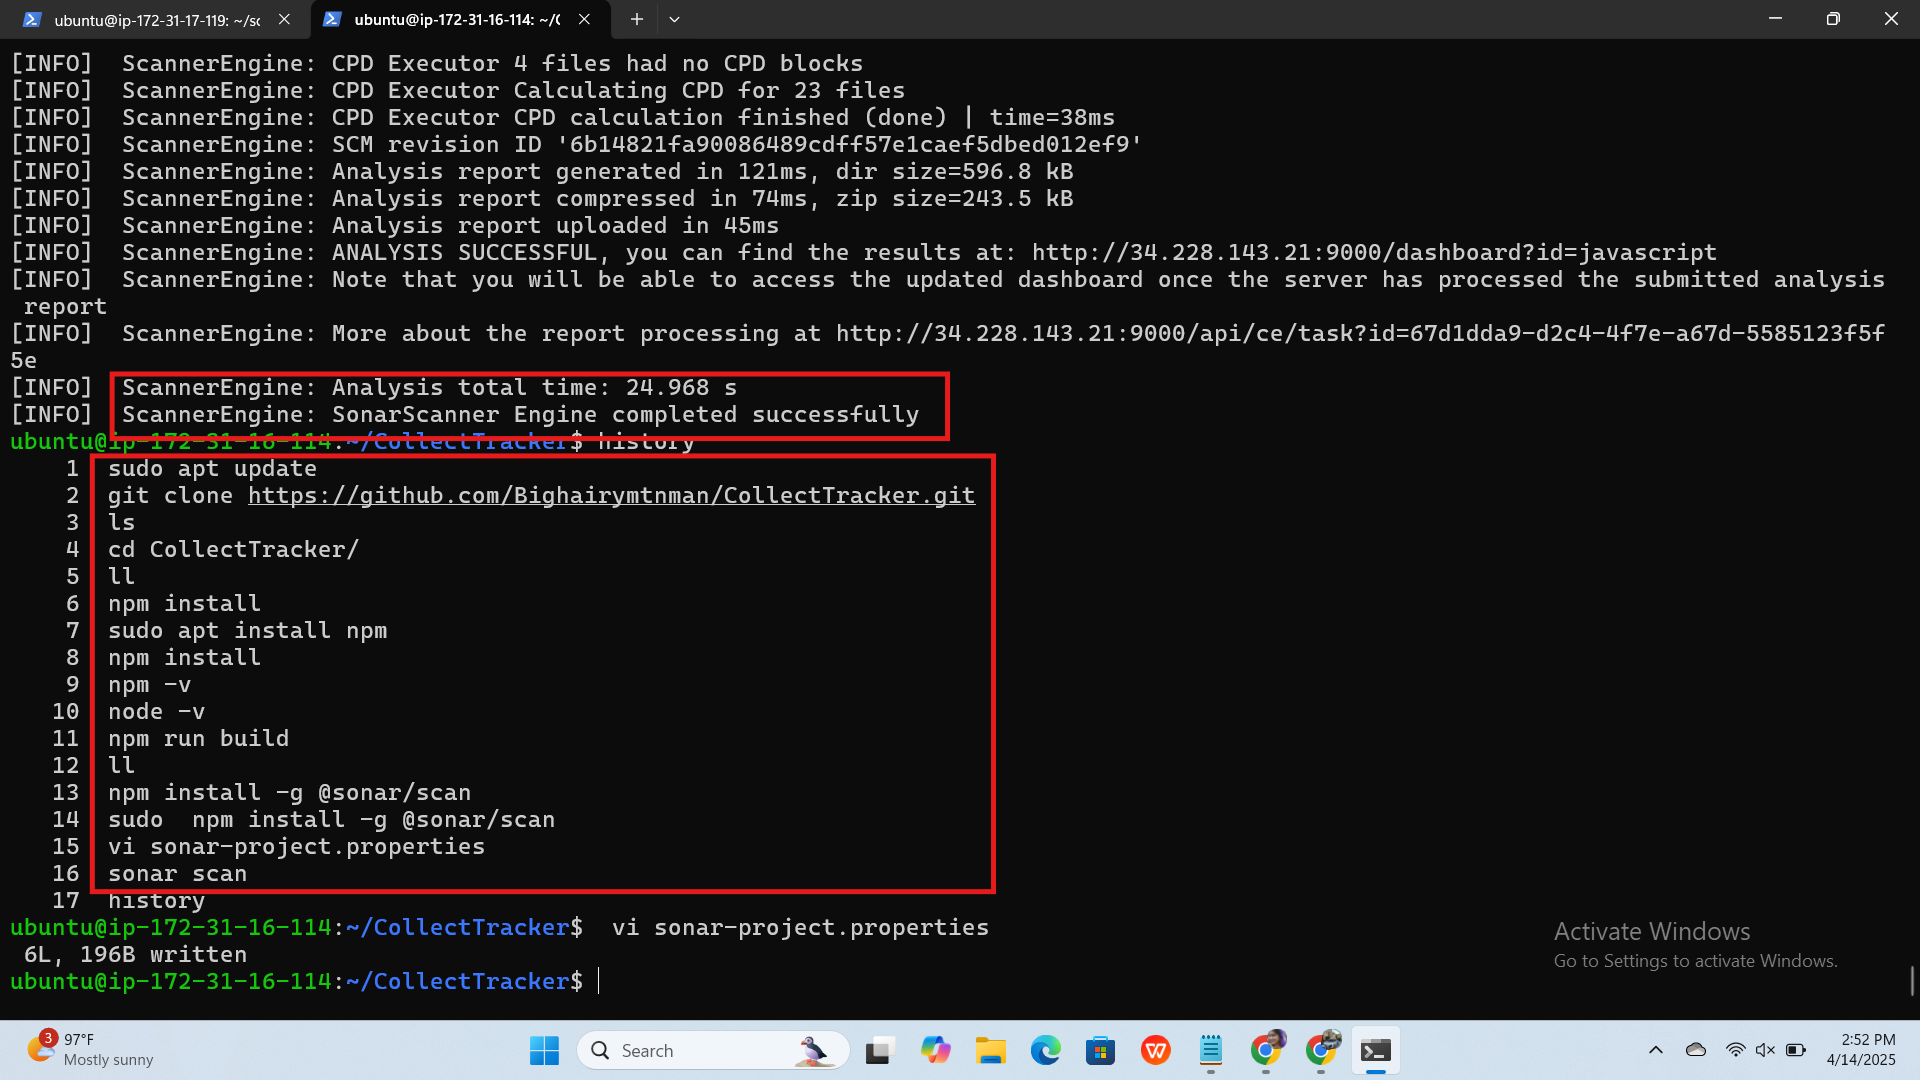 ubuntu@ip-172-31-17-119: ~/sc
ubuntu@ip-172-31-16-114: ~/C
[INFO]  ScannerEngine: CPD Executor 4 files had no CPD blocks
[INFO]  ScannerEngine: CPD Executor Calculating CPD for 23 files
[INFO]  ScannerEngine: CPD Executor CPD calculation finished (done) | time=38ms
[INFO]  ScannerEngine: SCM revision ID '6b14821fa90086489cdff57e1caef5dbed012ef9'
[INFO]  ScannerEngine: Analysis report generated in 121ms, dir size=596.8 kB
[INFO]  ScannerEngine: Analysis report compressed in 74ms, zip size=243.5 kB
[INFO]  ScannerEngine: Analysis report uploaded in 45ms
[INFO]  ScannerEngine: ANALYSIS SUCCESSFUL, you can find the results at: http://34.228.143.21:9000/dashboard?id=javascript
[INFO]  ScannerEngine: Note that you will be able to access the updated dashboard once the server has processed the submitted analysis
 report
[INFO]  ScannerEngine: More about the report processing at http://34.228.143.21:9000/api/ce/task?id=67d1dda9-d2c4-4f7e-a67d-5585123f5f
5e
[INFO]  ScannerEngine: Analysis total time: 24.968 s
[INFO]  ScannerEngine: SonarScanner Engine completed successfully
ubuntu@ip-172-31-16-114:~/CollectTracker$ history
1  sudo apt update
2  git clone https://github.com/Bighairymtnman/CollectTracker.git
3  ls
4  cd CollectTracker/
5  ll
6  npm install
7  sudo apt install npm
8  npm install
9  npm -v
10  node -v
11  npm run build
12  ll
13  npm install -g @sonar/scan
14  sudo  npm install -g @sonar/scan
15  vi sonar-project.properties
16  sonar scan
17  history
ubuntu@ip-172-31-16-114:~/CollectTracker$  vi sonar-project.properties
 6L, 196B written
ubuntu@ip-172-31-16-114:~/CollectTracker$
Activate Windows
Go to Settings to activate Windows.
3
97°F
Mostly sunny
Search
2:52 PM
4/14/2025